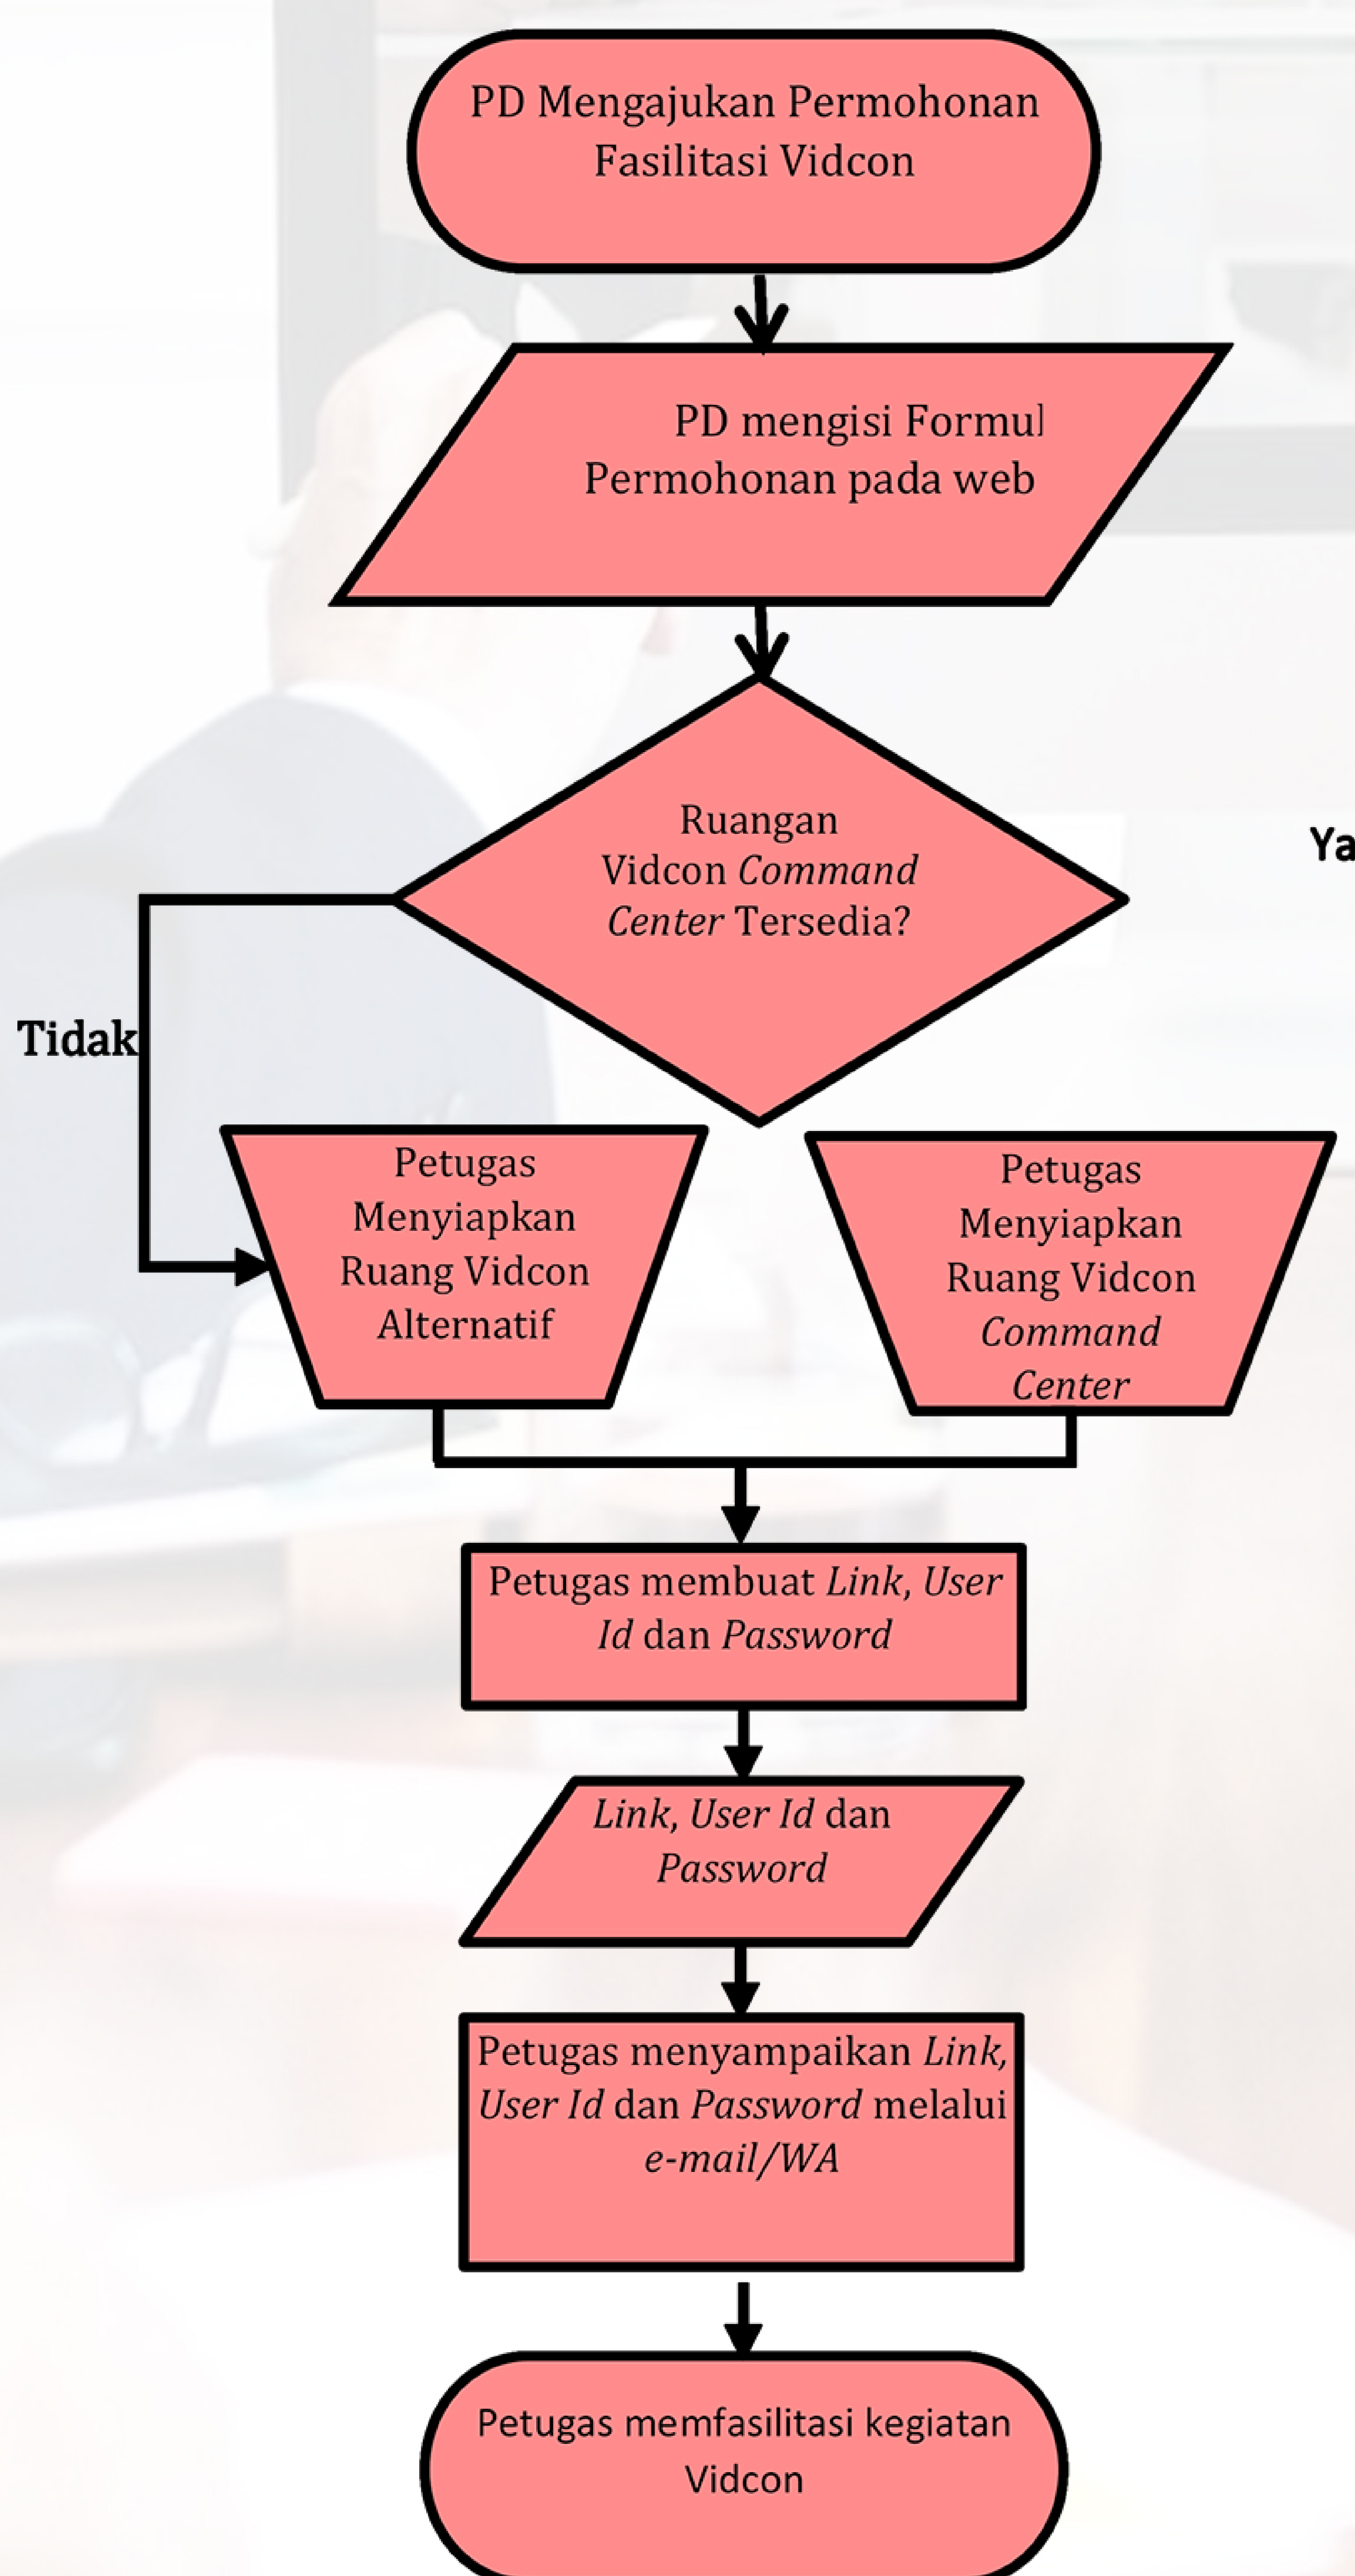 PD Mengajukan Permohonan
Fasilitasi Vidcon
PD mengisi Formul
Permohonan pada web
Ruangan
Vidcon Command
Center Tersedia?
Ya
Tidak
Petugas
Menyiapkan
Ruang Vidcon
Alternatif
Petugas
Menyiapkan
Ruang Vidcon
Command
Center
Petugas membuat Link, User
Id dan Password
Link, User Id dan
Password
Petugas menyampaikan Link,
User Id dan Password melalui
e-mail/WA
Petugas memfasilitasi kegiatan
Vidcon